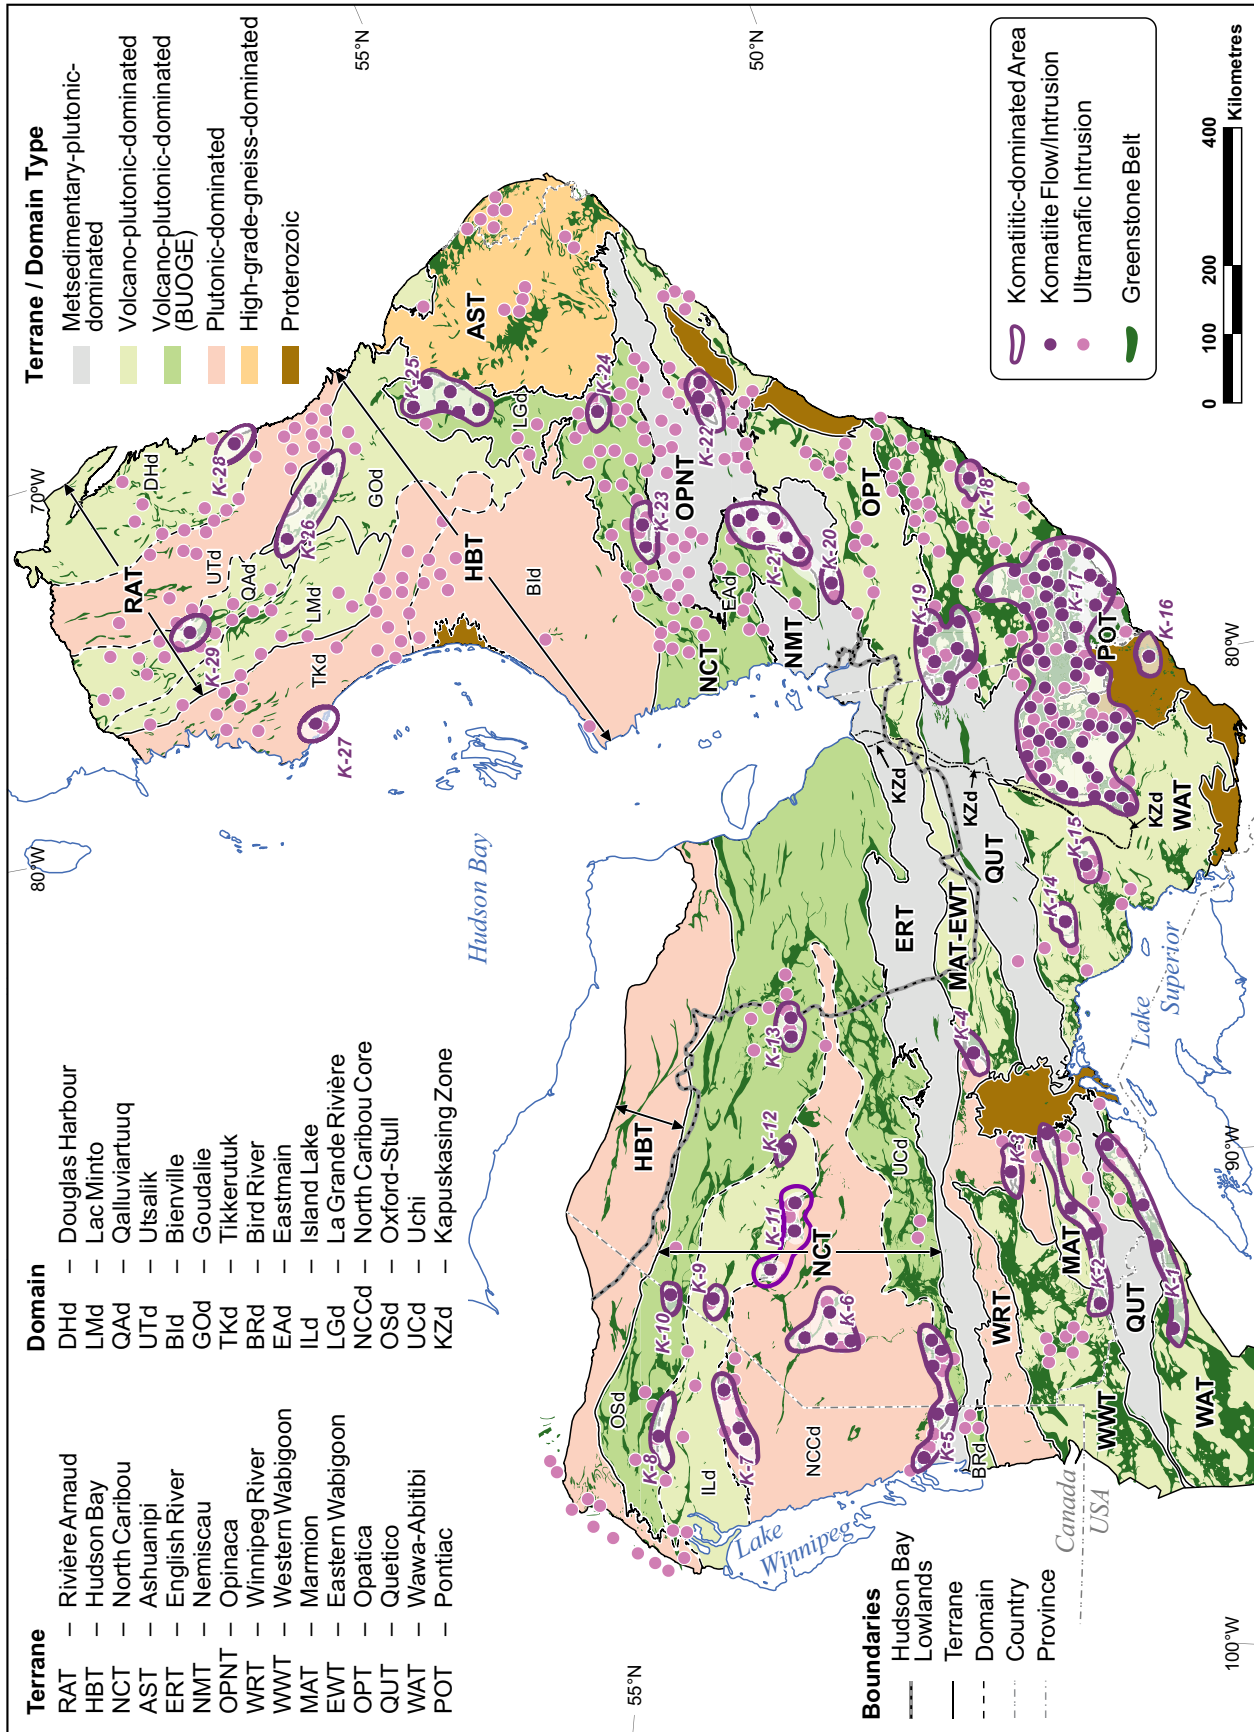 Terrane
RAT – Rivière Arnaud
HBT – Hudson Bay
NCT – North Caribou
AST – Ashuanipi
ERT – English River
NMT – Nemiscau
OPNT – Opinaca
WRT – Winnipeg River
WWT – Western Wabigoon
MAT – Marmion
EWT – Eastern Wabigoon
OPT – Opatica
QUT – Quetico
WAT – Wawa-Abitibi
POT – Pontiac
Domain
DHd – Douglas Harbour
LMd – Lac Minto
QAd – Qalluviartuuq
UTd – Utsalik
BId – Bienville
GOd – Goudalie
TKd – Tikkerutuk
BRd – Bird River
EAd – Eastmain
ILd – Island Lake
LGd – La Grande Rivière
NCCd – North Caribou Core
OSd – Oxford-Stull
UCd – Uchi
KZd – Kapuskasing Zone
Terrane / Domain Type
Metsedimentary-plutonic-
dominated
Volcano-plutonic-dominated
Volcano-plutonic-dominated
(BUOGE)
Plutonic-dominated
High-grade-gneiss-dominated
Proterozoic
80°W
70°W
55°N
50°N
55°N
100°W
90°W
80°W
Hudson Bay
Lake
Winnipeg
Lake
Superior
Canada
USA
RAT
DHd
UTd
QAd
LMd
TKd
GOd
HBT
BId
LGd
AST
NCT
EAd
OPNT
NMT
OPT
POT
K-29
K-28
K-27
K-26
K-25
K-24
K-23
K-22
K-21
K-20
K-19
K-18
K-17
K-16
HBT
OSd
ILd
NCCd
NCT
UCd
BRd
ERT
WRT
MAT-EWT
MAT
WWT
QUT
QUT
WAT
WAT
KZd
KZd
KZd
K-15
K-14
K-13
K-12
K-11
K-10
K-9
K-8
K-7
K-6
K-5
K-4
K-3
K-2
K-1
Boundaries
Hudson Bay
Lowlands
Terrane
Domain
Country
Province
Komatiitic-dominated Area
Komatiite Flow/Intrusion
Ultramafic Intrusion
Greenstone Belt
0 100 200 400
Kilometres